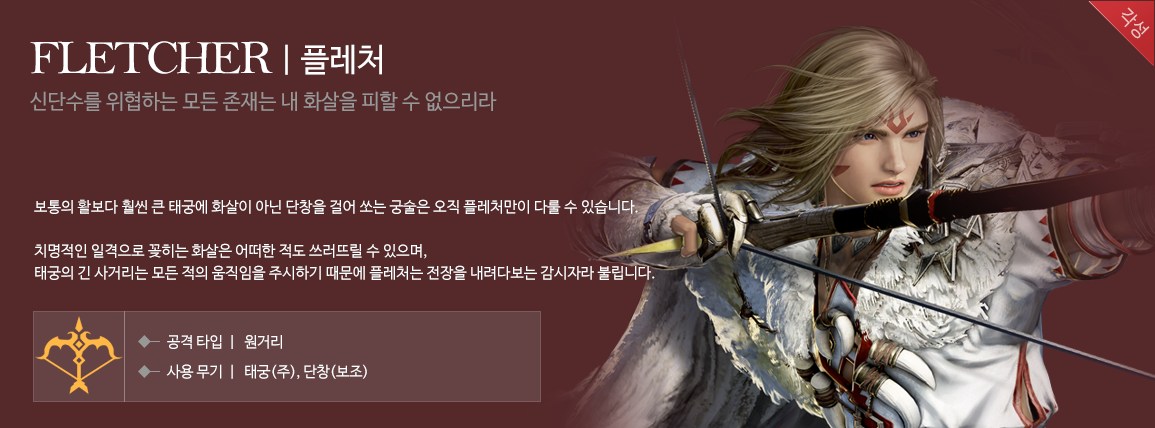 각성
FLETCHER | 플레처
신단수를 위협하는 모든 존재는 내 화살을 피할 수 없으리라
보통의 활보다 훨씬 큰 태궁에 화살이 아닌 단창을 걸어 쏘는 궁술은 오직 플레처만이 다룰 수 있습니다.
치명적인 일격으로 꽂히는 화살은 어떠한 적도 쓰러뜨릴 수 있으며,
태궁의 긴 사거리는 모든 적의 움직임을 주시하기 때문에 플레처는 전장을 내려다보는 감시자라 불립니다.
공격 타입 | 원거리
사용 무기 | 태궁(주), 단창(보조)